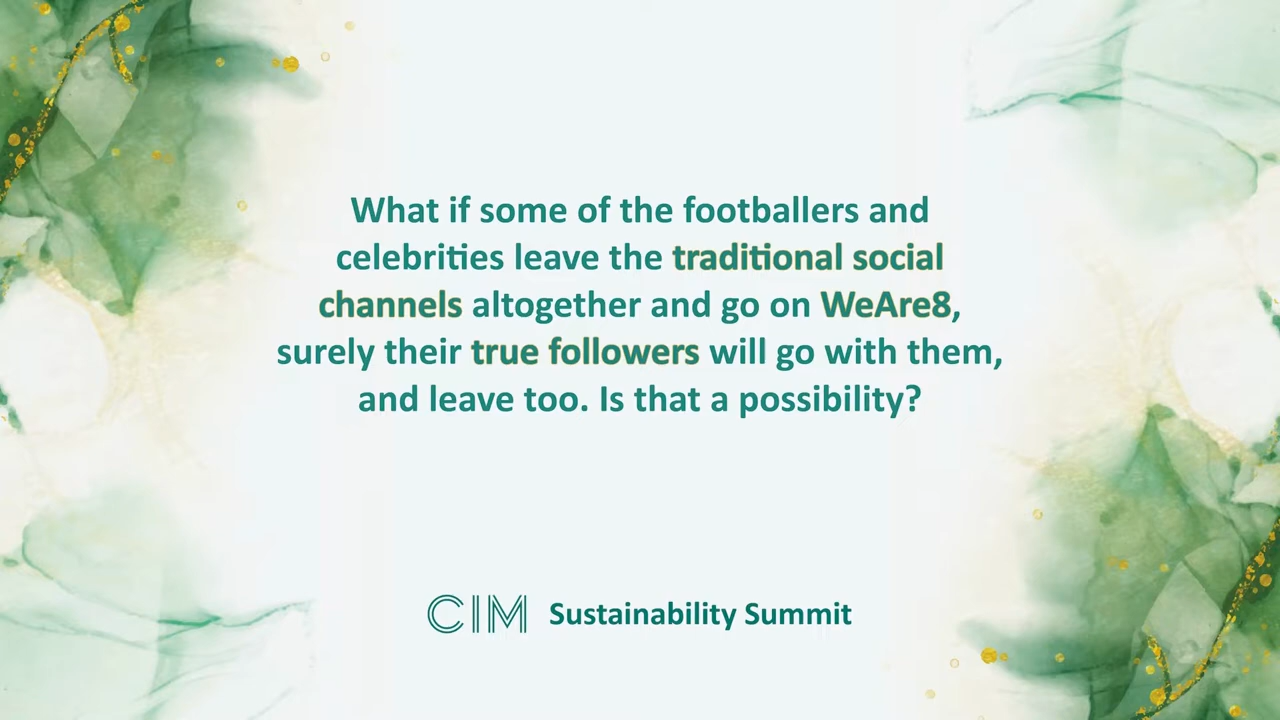 What if some of the footballers and
celebrities leave the traditional social
channels altogether and go on WeAre8,
surely their true followers will go with them,
and leave too. Is that a possibility?
CIM Sustainability Summit